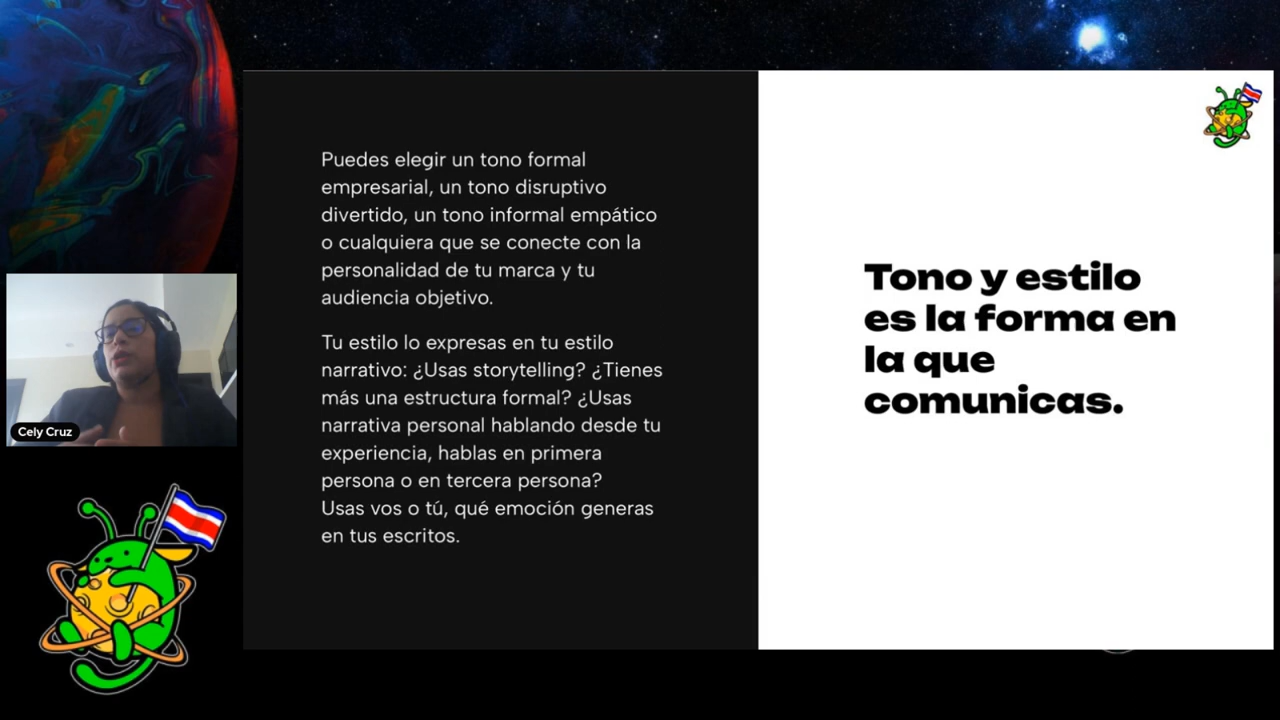 Puedes elegir un tono formal
empresarial, un tono disruptivo
divertido, un tono informal empático
o cualquiera que se conecte con la
personalidad de tu marca y tu
audiencia objetivo.
Tu estilo lo expresas en tu estilo
narrativo: ¿Usas storytelling? ¿Tienes
más una estructura formal? ¿Usas
narrativa personal hablando desde tu
experiencia, hablas en primera
persona o en tercera persona?
Usas vos o tú, qué emoción generas
en tus escritos.
Tono y estilo
es la forma en
la que
comunicas.
Cely Cruz